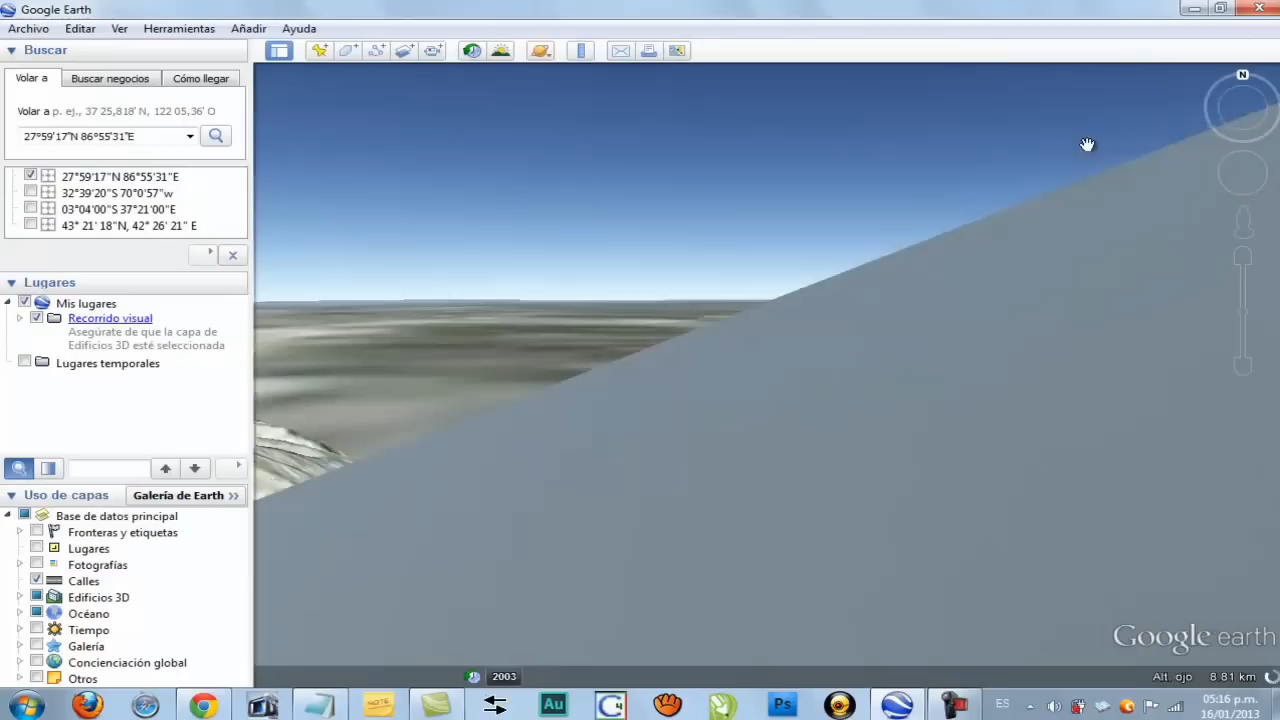 Google Earth
Archivo Editar Ver Herramientas Añadir Ayuda
Buscar
Volar a Buscar negocios Cómo llegar
Volar a p. ej., 37 25,818' N, 122 05,36' O
27°59'17"N 86°55'31"E
27°59'17"N 86°55'31"E
32°39'20"S 70°0'57"w
03°04'00"S 37°21'00"E
43° 21' 18"N, 42° 26' 21" E
Lugares
Mis lugares
Recorrido visual
Asegúrate de que la capa de
Edificios 3D esté seleccionada
Lugares temporales
Uso de capas Galería de Earth >>
Base de datos principal
Fronteras y etiquetas
Lugares
Fotografías
Calles
Edificios 3D
Océano
Tiempo
Galería
Concienciación global
Otros
N
Google earth
2003
Alt. ojo 8.81 km
NOTE
Au
C4
Ps
ES
05:16 p.m.
16/01/2013